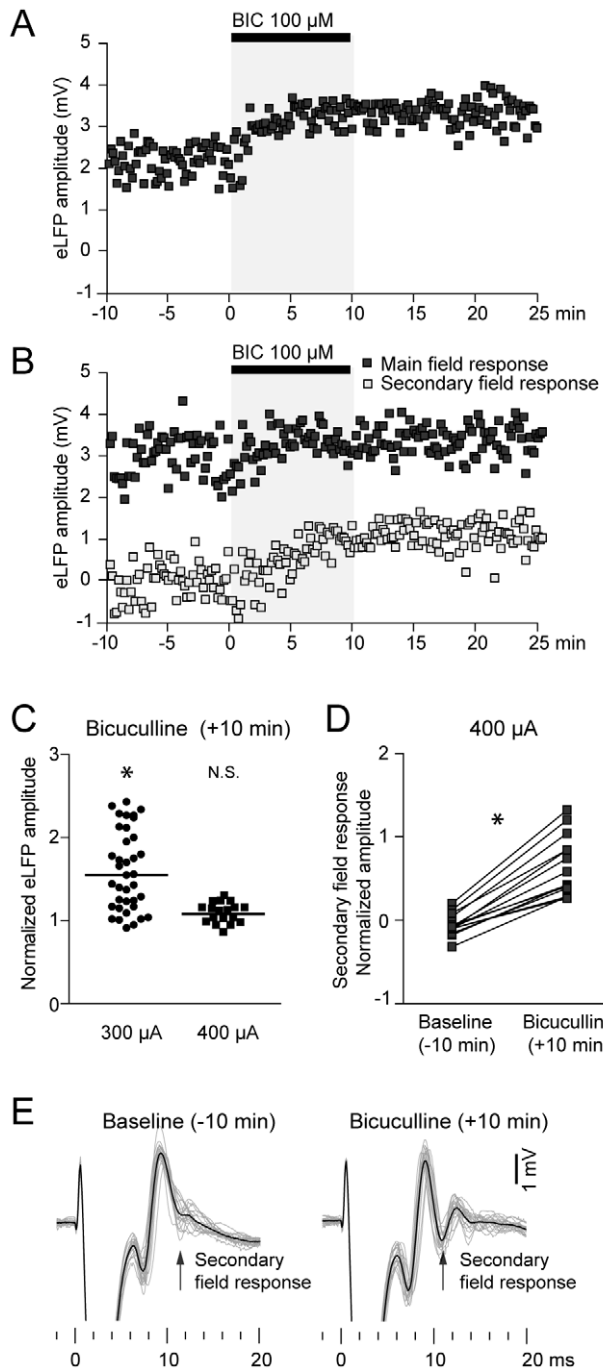 A
BIC 100 µM
5
4
3
2
1
0
-1
eLFP amplitude (mV)
-10 -5 0 5 10 15 20 25 min
B
BIC 100 µM
Main field response
Secondary field response
5
4
3
2
1
0
-1
eLFP amplitude (mV)
-10 -5 0 5 10 15 20 25 min
C
Bicuculline (+10 min)
3
2
1
0
Normalized eLFP amplitude
*
N.S.
300 µA 400 µA
D
400 µA
2
1
0
-1
Secondary field response
Normalized amplitude
*
Baseline Bicucullin
(-10 min) (+10 min
E
Baseline (-10 min)
Bicuculline (+10 min)
1 mV
Secondary
field response
Secondary
field response
0 10 20
0 10 20 ms